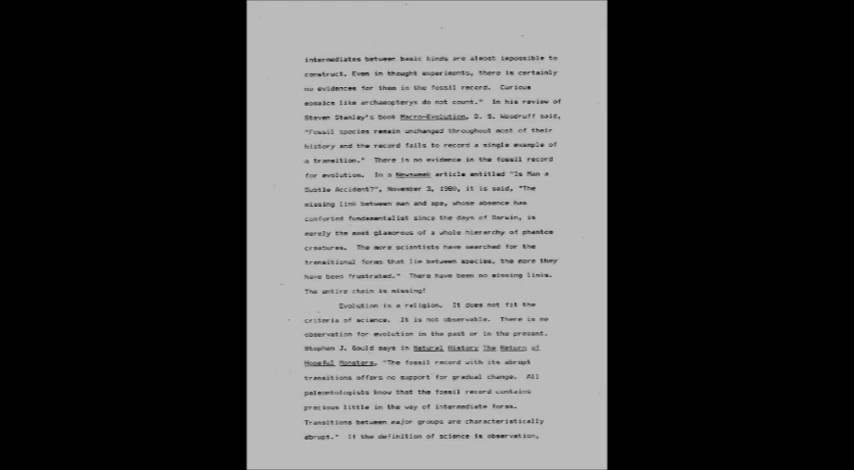 intermediates between basic kinds are almost impossible to
construct. Even in thought experiments, there is certainly
no evidences for them in the fossil record. Curious
mosaics like archaeopteryx do not count." In his review of
Steven Stanley's book Macro-Evolution, D. S. Woodruff said,
"Fossil species remain unchanged throughout most of their
history and the record fails to record a single example of
a transition." There is no evidence in the fossil record
for evolution. In a Newsweek article entitled "Is Man a
Subtle Accident?", November 3, 1980, it is said, "The
missing link between man and ape, whose absence has
comforted fundamentalist since the days of Darwin, is
merely the most glamorous of a whole hierarchy of phantom
creatures. The more scientists have searched for the
transitional forms that lie between species, the more they
have been frustrated." There have been no missing links.
The entire chain is missing!
Evolution is a religion. It does not fit the
criteria of science. It is not observable. There is no
observation for evolution in the past or in the present.
Stephen J. Gould says in Natural History The Return of
Hopeful Monsters, "The fossil record with its abrupt
transitions offers no support for gradual change. All
paleontologists know that the fossil record contains
precious little in the way of intermediate forms.
Transitions between major groups are characteristically
abrupt." If the definition of science is observation,